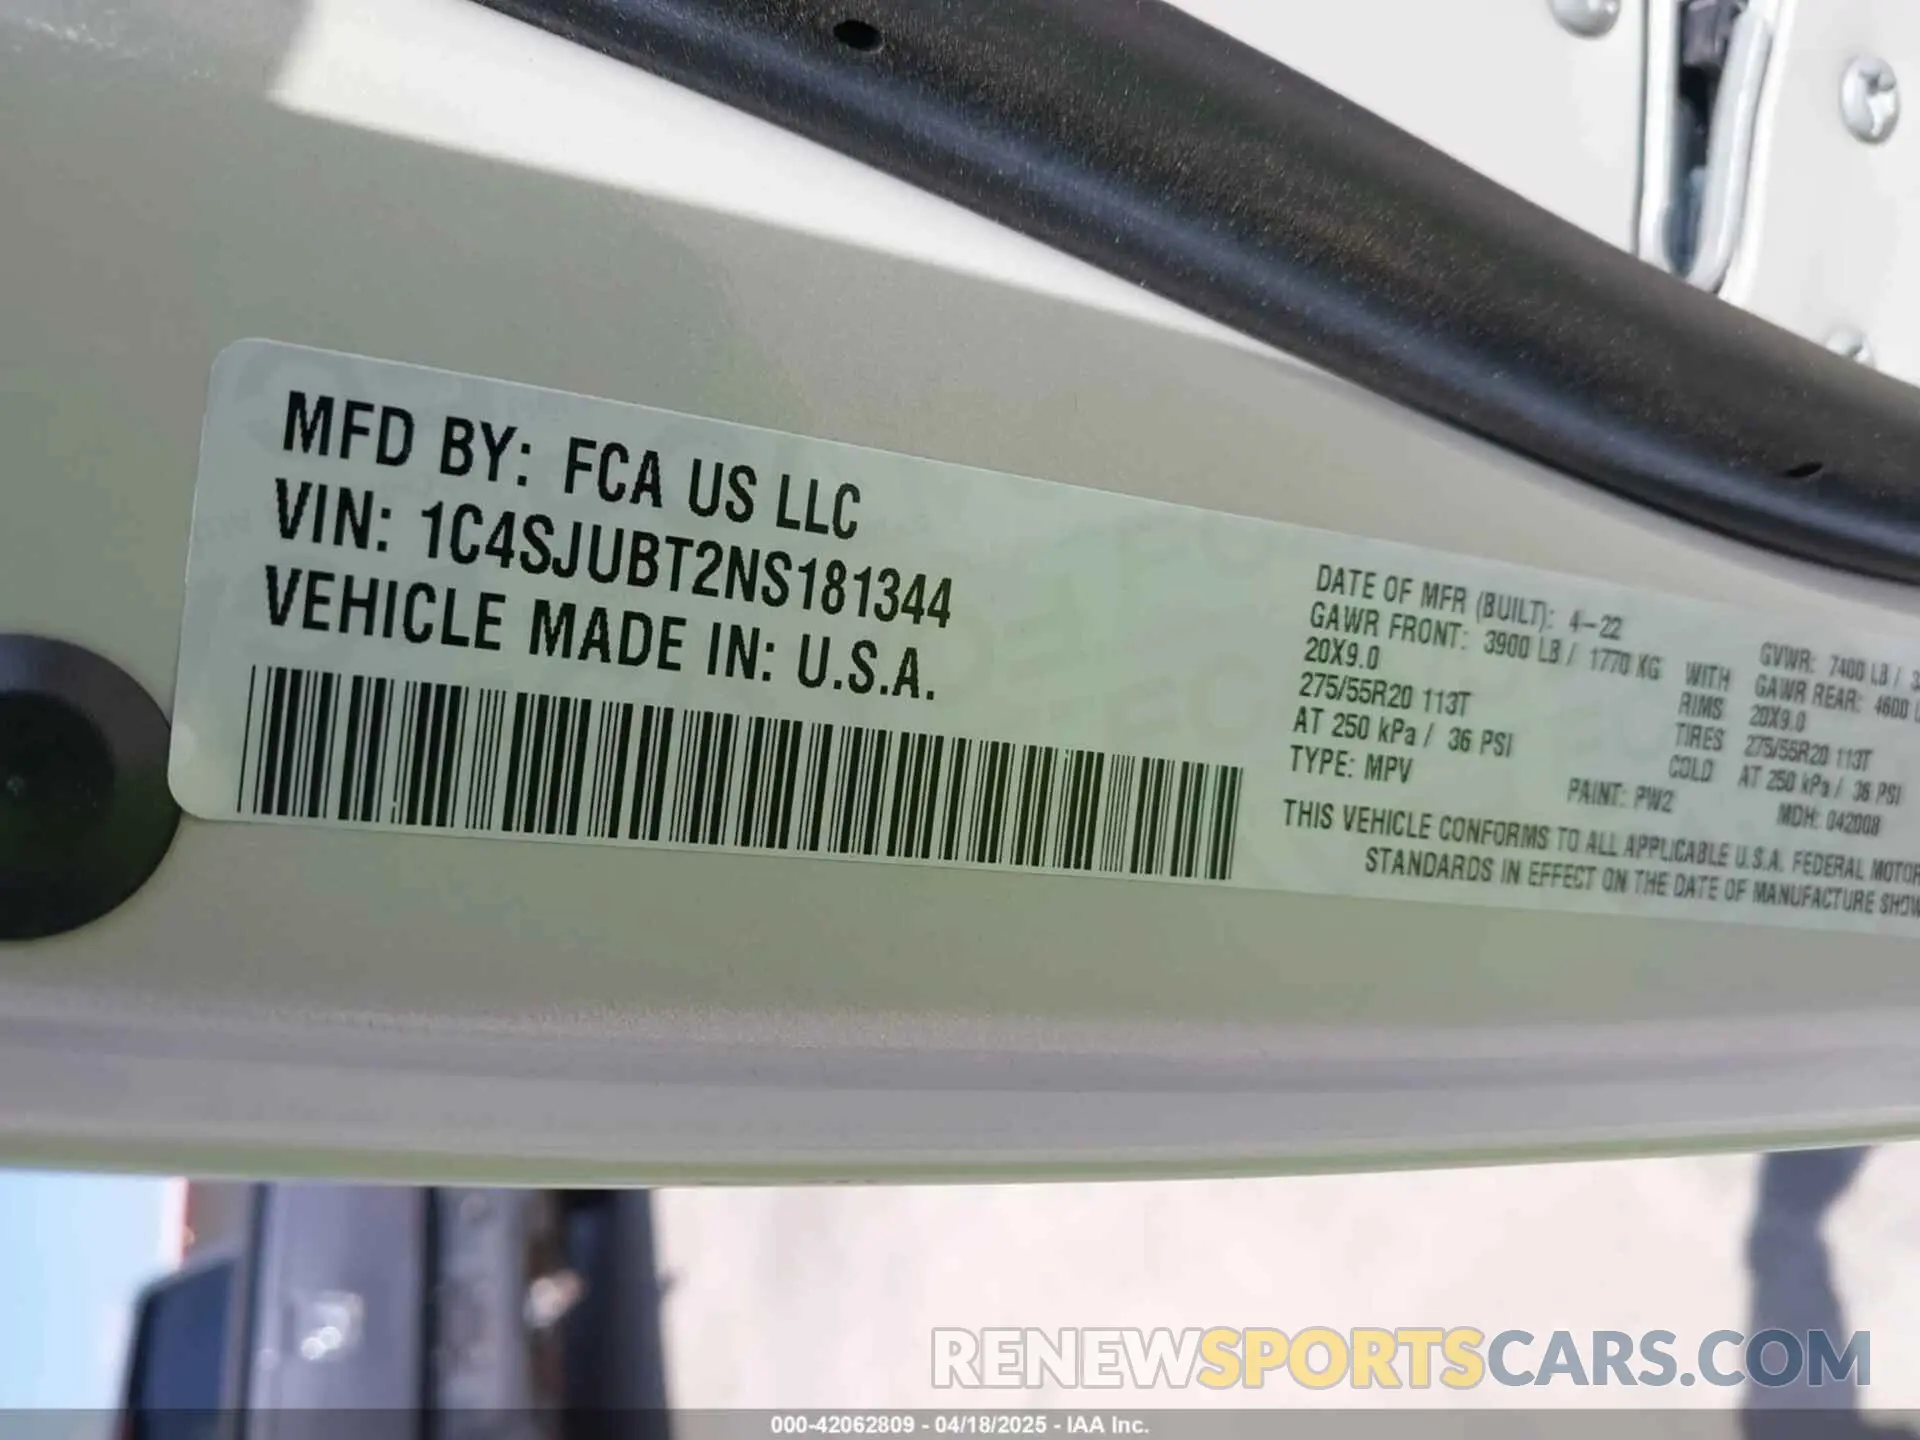 MFD BY: FCA US LLC
VIN: 1C4SJUBT2NS181344
VEHICLE MADE IN: U.S.A.
DATE OF MFR (BUILT): 4-22
GAWR FRONT: 3900 LB / 1770 KG WITH
20X9.0 RIMS
275/55R20 113T TIRES
AT 250 kPa / 36 PSI COLD
TYPE: MPV PAINT: PW2 MDH: 042008
GVWR: 7400 LB /
GAWR REAR: 4600
20X9.0
275/55R20 113T
AT 250 kPa / 36 PSI
THIS VEHICLE CONFORMS TO ALL APPLICABLE U.S.A. FEDERAL MOTOR
STANDARDS IN EFFECT ON THE DATE OF MANUFACTURE SHOW
RENEWSPORTSCARS.COM
000-42062809 - 04/18/2025 - IAA Inc.